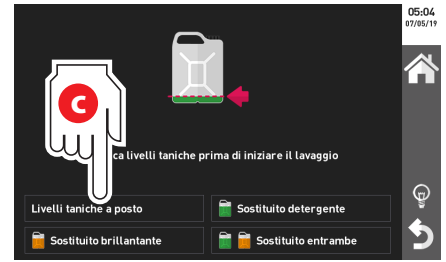 05:04
07/05/19
C
ca livelli taniche prima di iniziare il lavaggio
Livelli taniche a posto
Sostituito detergente
Sostituito brillantante
Sostituito entrambe